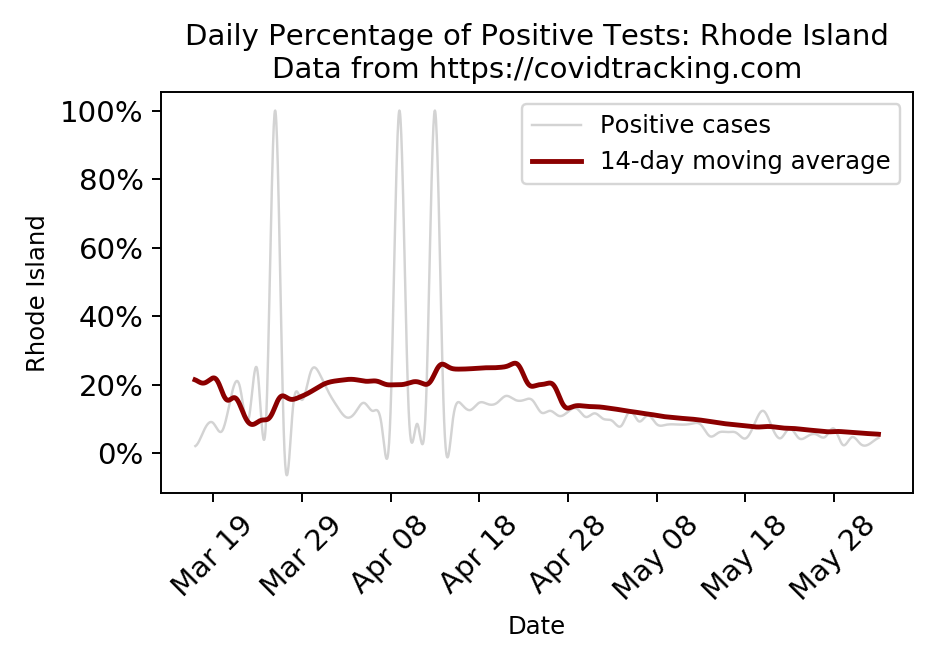 Daily Percentage of Positive Tests: Rhode Island
Data from https://covidtracking.com
Positive cases
14-day moving average
Rhode Island
100%
80%
60%
40%
20%
0%
Mar 19
Mar 29
Apr 08
Apr 18
Apr 28
May 08
May 18
May 28
Date